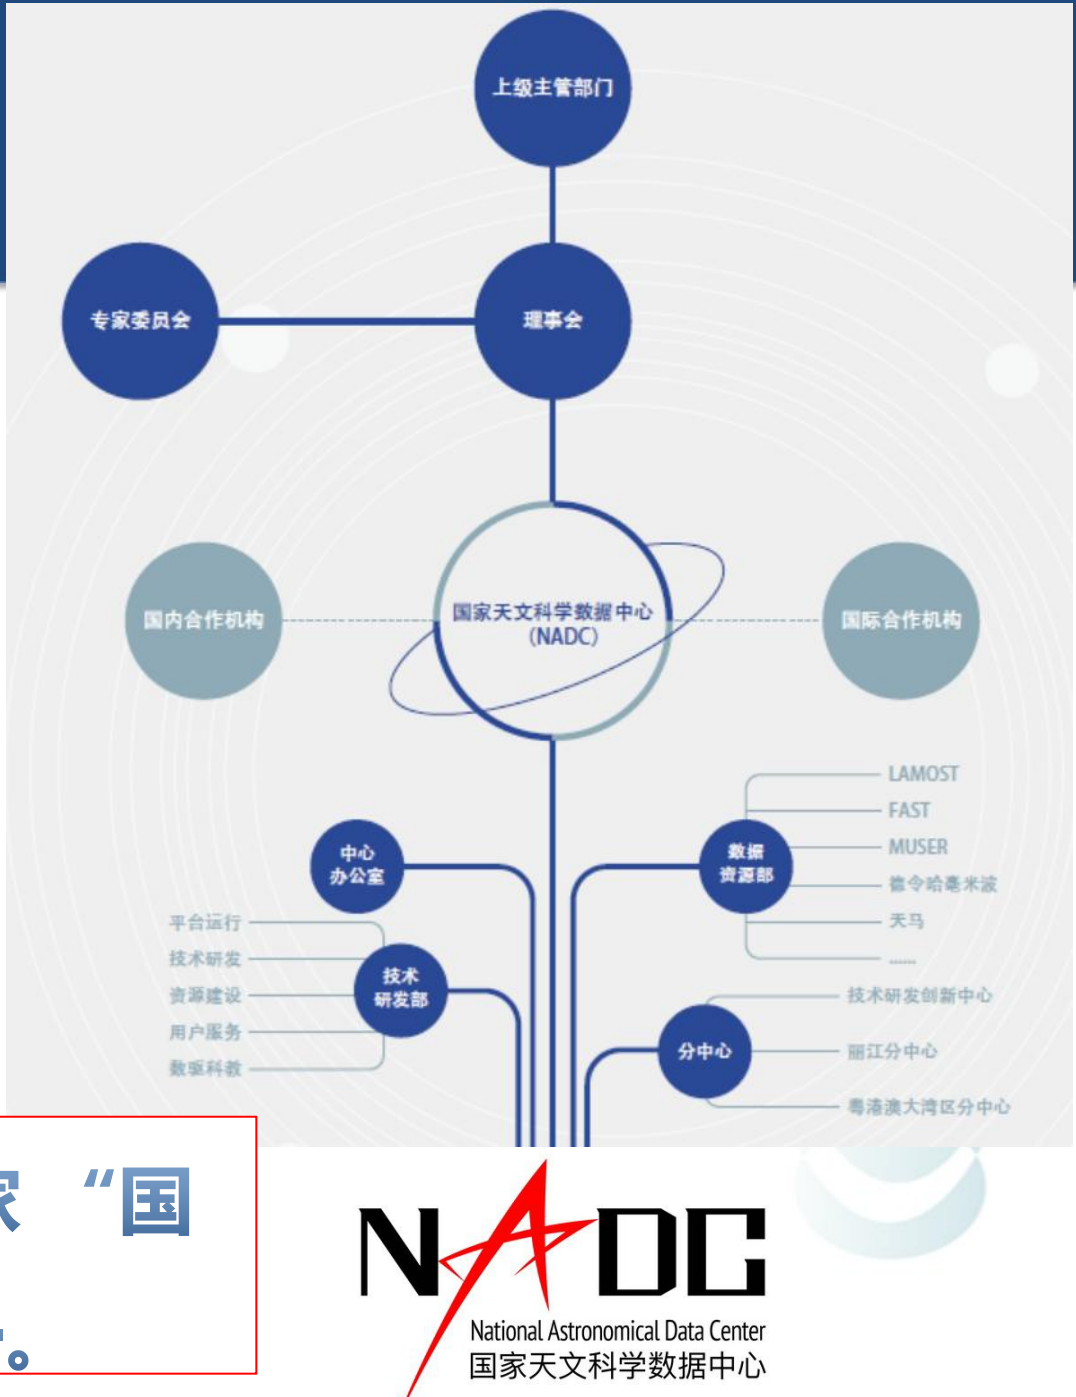 上级主管部门
专家委员会
理事会
国内合作机构
国家天文科学数据中心
(NADC)
国际合作机构
中心
办公室
技术
研发部
平台运行
技术研发
资源建设
用户服务
数驱科教
数据
资源部
LAMOST
FAST
MUSER
德令哈毫米波
天马
......
分中心
技术研发创新中心
丽江分中心
粤港澳大湾区分中心
家 “国
。
NADC
National Astronomical Data Center
国家天文科学数据中心